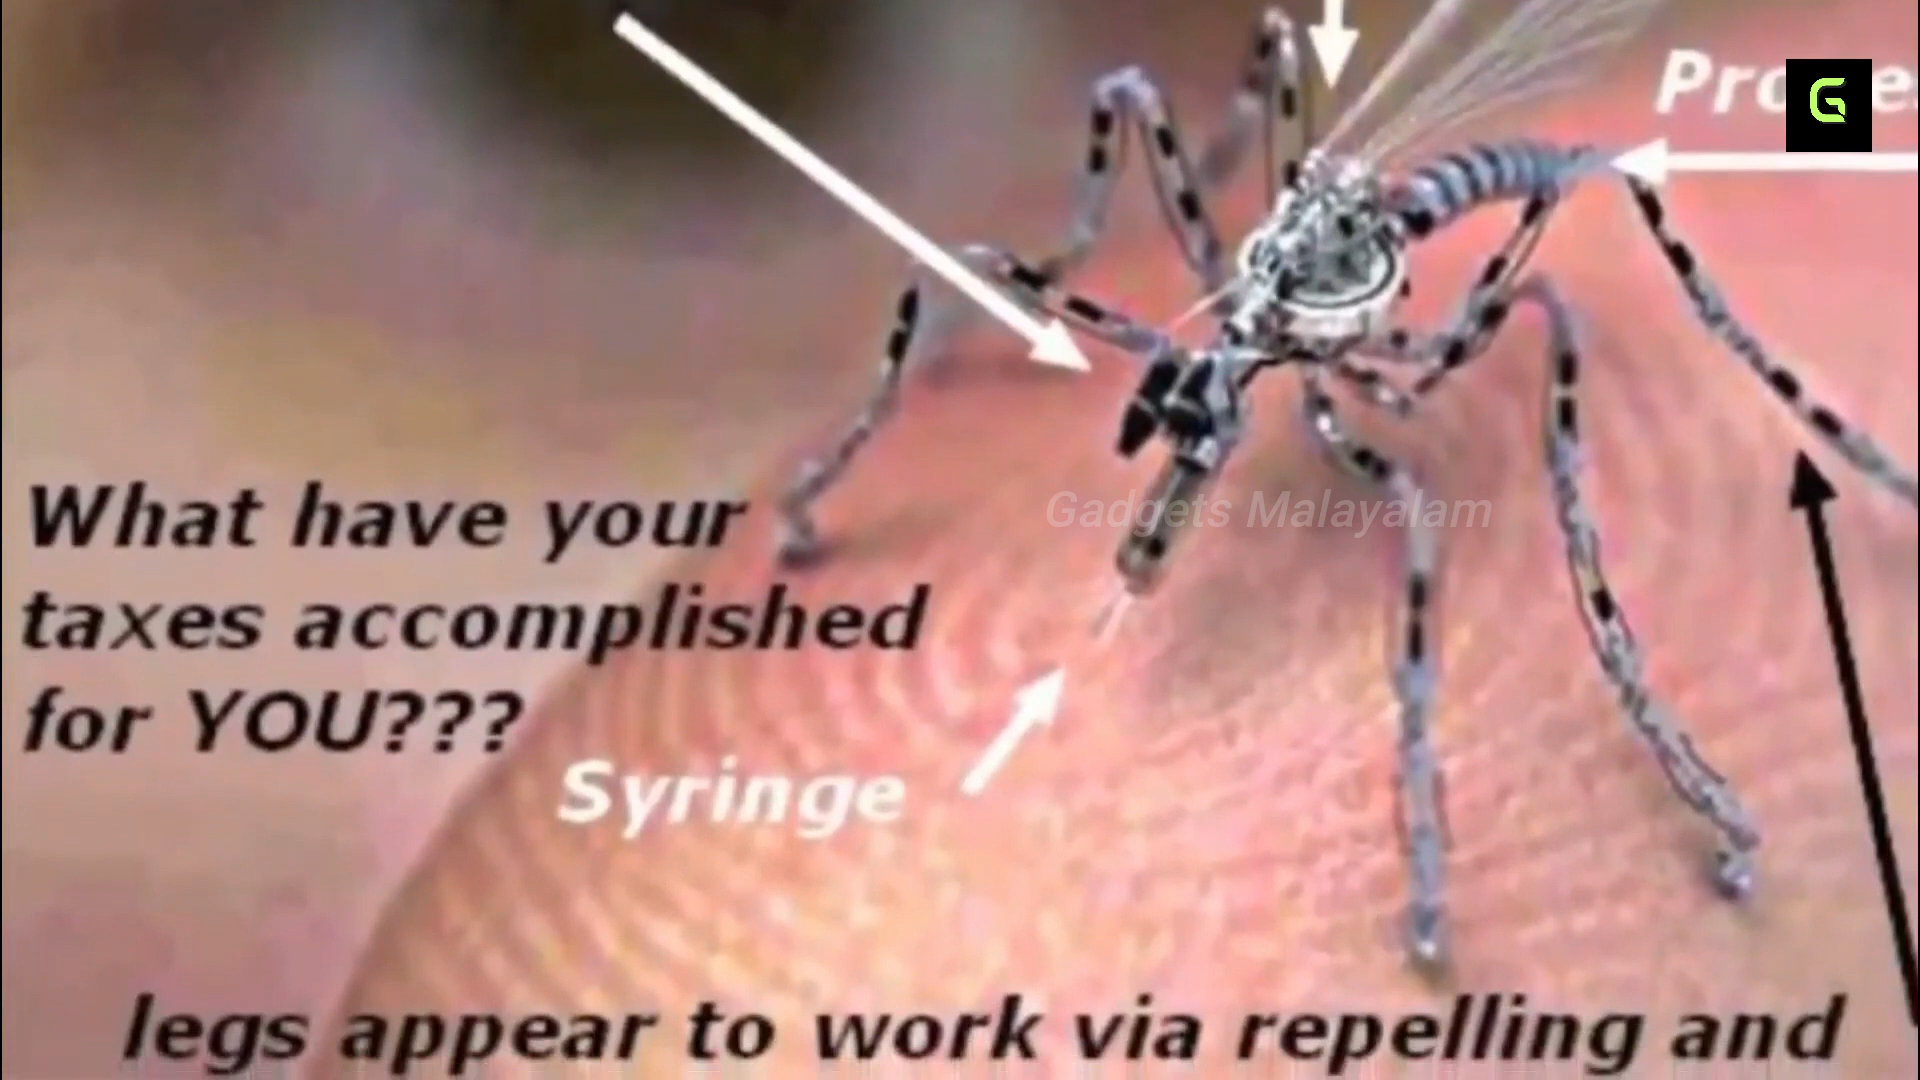 G
Gadgets Malayalam
What have your
taxes accomplished
for YOU???
Syringe
legs appear to work via repelling and